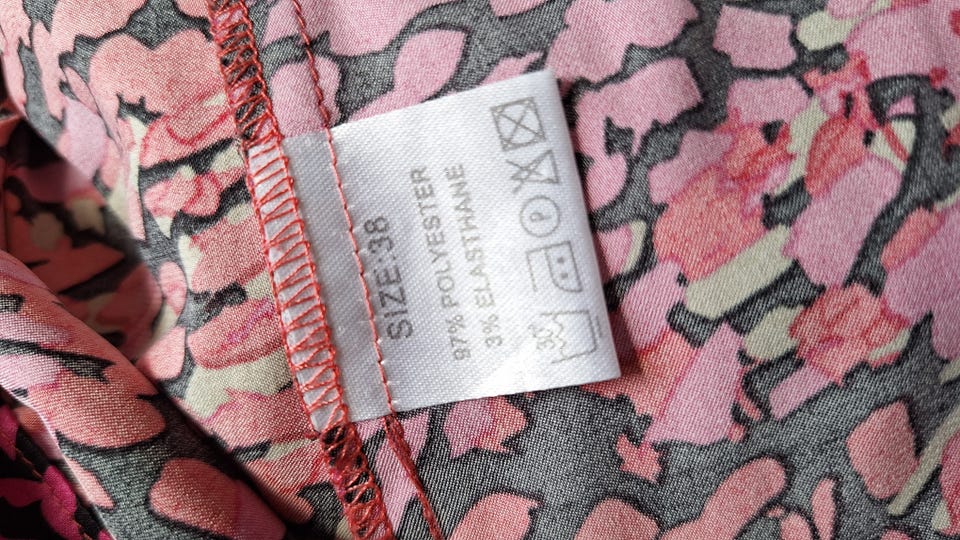 SIZE:38
97% POLYESTER
3% ELASTHANE
30°
P